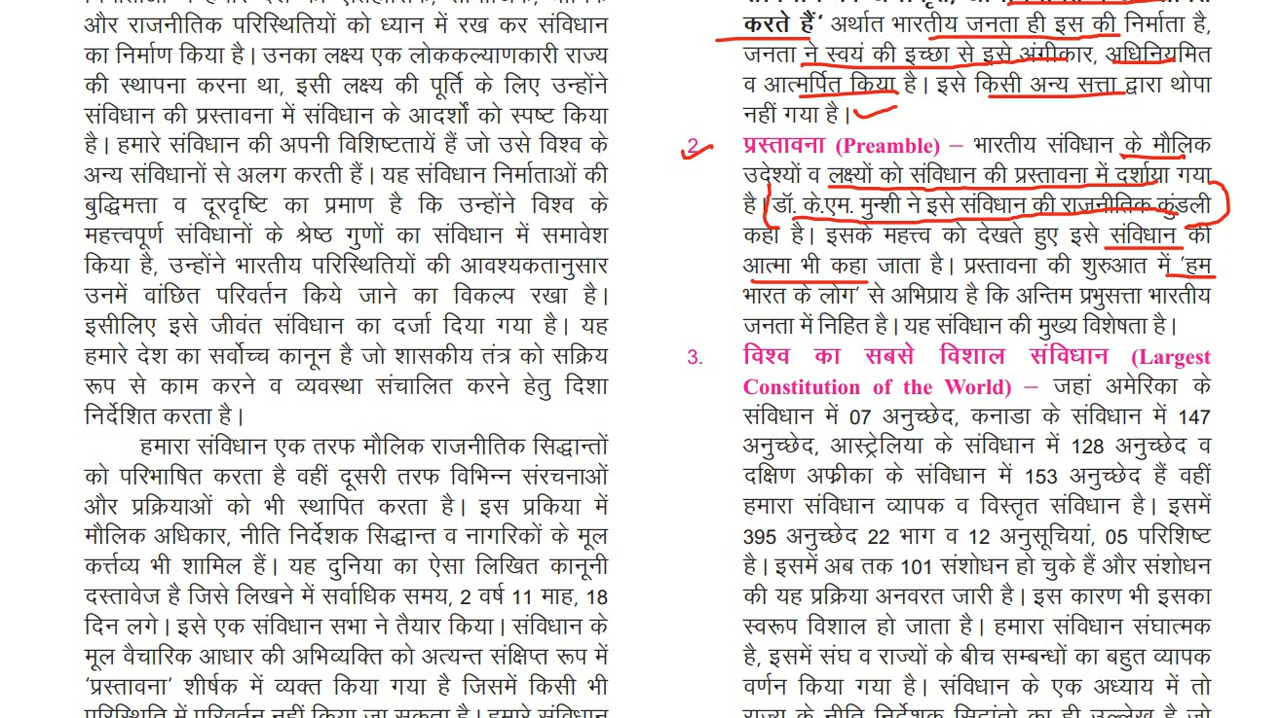 और राजनीतिक परिस्थितियों को ध्यान में रख कर संविधान
का निर्माण किया है। उनका लक्ष्य एक लोककल्याणकारी राज्य
की स्थापना करना था, इसी लक्ष्य की पूर्ति के लिए उन्होंने
संविधान की प्रस्तावना में संविधान के आदर्शों को स्पष्ट किया
है। हमारे संविधान की अपनी विशिष्टतायें हैं जो उसे विश्व के
अन्य संविधानों से अलग करती हैं। यह संविधान निर्माताओं की
बुद्धिमत्ता व दूरदृष्टि का प्रमाण है कि उन्होंने विश्व के
महत्त्वपूर्ण संविधानों के श्रेष्ठ गुणों का संविधान में समावेश
किया है, उन्होंने भारतीय परिस्थितियों की आवश्यकतानुसार
उनमें वांछित परिवर्तन किये जाने का विकल्प रखा है।
इसीलिए इसे जीवंत संविधान का दर्जा दिया गया है। यह
हमारे देश का सर्वोच्च कानून है जो शासकीय तंत्र को सक्रिय
रूप से काम करने व व्यवस्था संचालित करने हेतु दिशा
निर्देशित करता है।
हमारा संविधान एक तरफ मौलिक राजनीतिक सिद्धान्तों
को परिभाषित करता है वहीं दूसरी तरफ विभिन्न संरचनाओं
और प्रक्रियाओं को भी स्थापित करता है। इस प्रकिया में
मौलिक अधिकार, नीति निर्देशक सिद्धान्त व नागरिकों के मूल
कर्त्तव्य भी शामिल हैं। यह दुनिया का ऐसा लिखित कानूनी
दस्तावेज है जिसे लिखने में सर्वाधिक समय, 2 वर्ष 11 माह, 18
दिन लगे। इसे एक संविधान सभा ने तैयार किया। संविधान के
मूल वैचारिक आधार की अभिव्यक्ति को अत्यन्त संक्षिप्त रूप में
'प्रस्तावना' शीर्षक में व्यक्त किया गया है जिसमें किसी भी
परिस्थिति में परिवर्तन नहीं किया जा सकता है। हमारे संविधान
करते हैं' अर्थात भारतीय जनता ही इस की निर्माता है,
जनता ने स्वयं की इच्छा से इसे अंगीकार, अधिनियमित
व आत्मर्पित किया है। इसे किसी अन्य सत्ता द्वारा थोपा
नहीं गया है।
2. प्रस्तावना (Preamble) – भारतीय संविधान के मौलिक
उदेश्यों व लक्ष्यों को संविधान की प्रस्तावना में दर्शाया गया
है। डॉ. के.एम. मुन्शी ने इसे संविधान की राजनीतिक कुंडली
कहा है। इसके महत्त्व को देखते हुए इसे संविधान की
आत्मा भी कहा जाता है। प्रस्तावना की शुरुआत में 'हम
भारत के लोग' से अभिप्राय है कि अन्तिम प्रभुसत्ता भारतीय
जनता में निहित है। यह संविधान की मुख्य विशेषता है।
3. विश्व का सबसे विशाल संविधान (Largest
Constitution of the World) – जहां अमेरिका के
संविधान में 07 अनुच्छेद, कनाडा के संविधान में 147
अनुच्छेद, आस्ट्रेलिया के संविधान में 128 अनुच्छेद व
दक्षिण अफ्रीका के संविधान में 153 अनुच्छेद हैं वहीं
हमारा संविधान व्यापक व विस्तृत संविधान है। इसमें
395 अनुच्छेद 22 भाग व 12 अनुसूचियां, 05 परिशिष्ट
है। इसमें अब तक 101 संशोधन हो चुके हैं और संशोधन
की यह प्रक्रिया अनवरत जारी है। इस कारण भी इसका
स्वरूप विशाल हो जाता है। हमारा संविधान संघात्मक
है, इसमें संघ व राज्यों के बीच सम्बन्धों का बहुत व्यापक
वर्णन किया गया है। संविधान के एक अध्याय में तो
राज्य के नीति निर्देशक सिद्धांतो का ही उल्लेख है जो